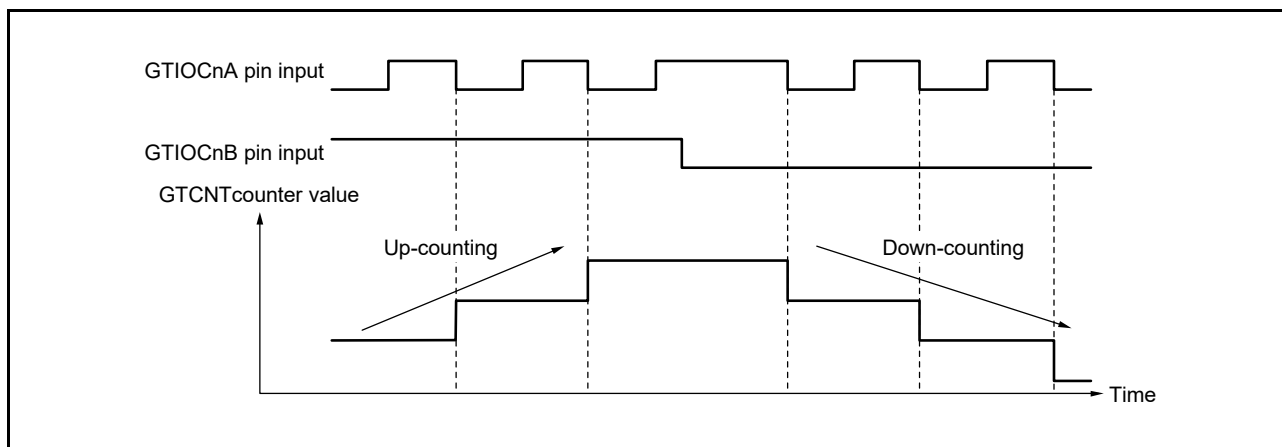 GTIOCnA pin input
GTIOCnB pin input
GTCNTcounter value
Up-counting
Down-counting
Time